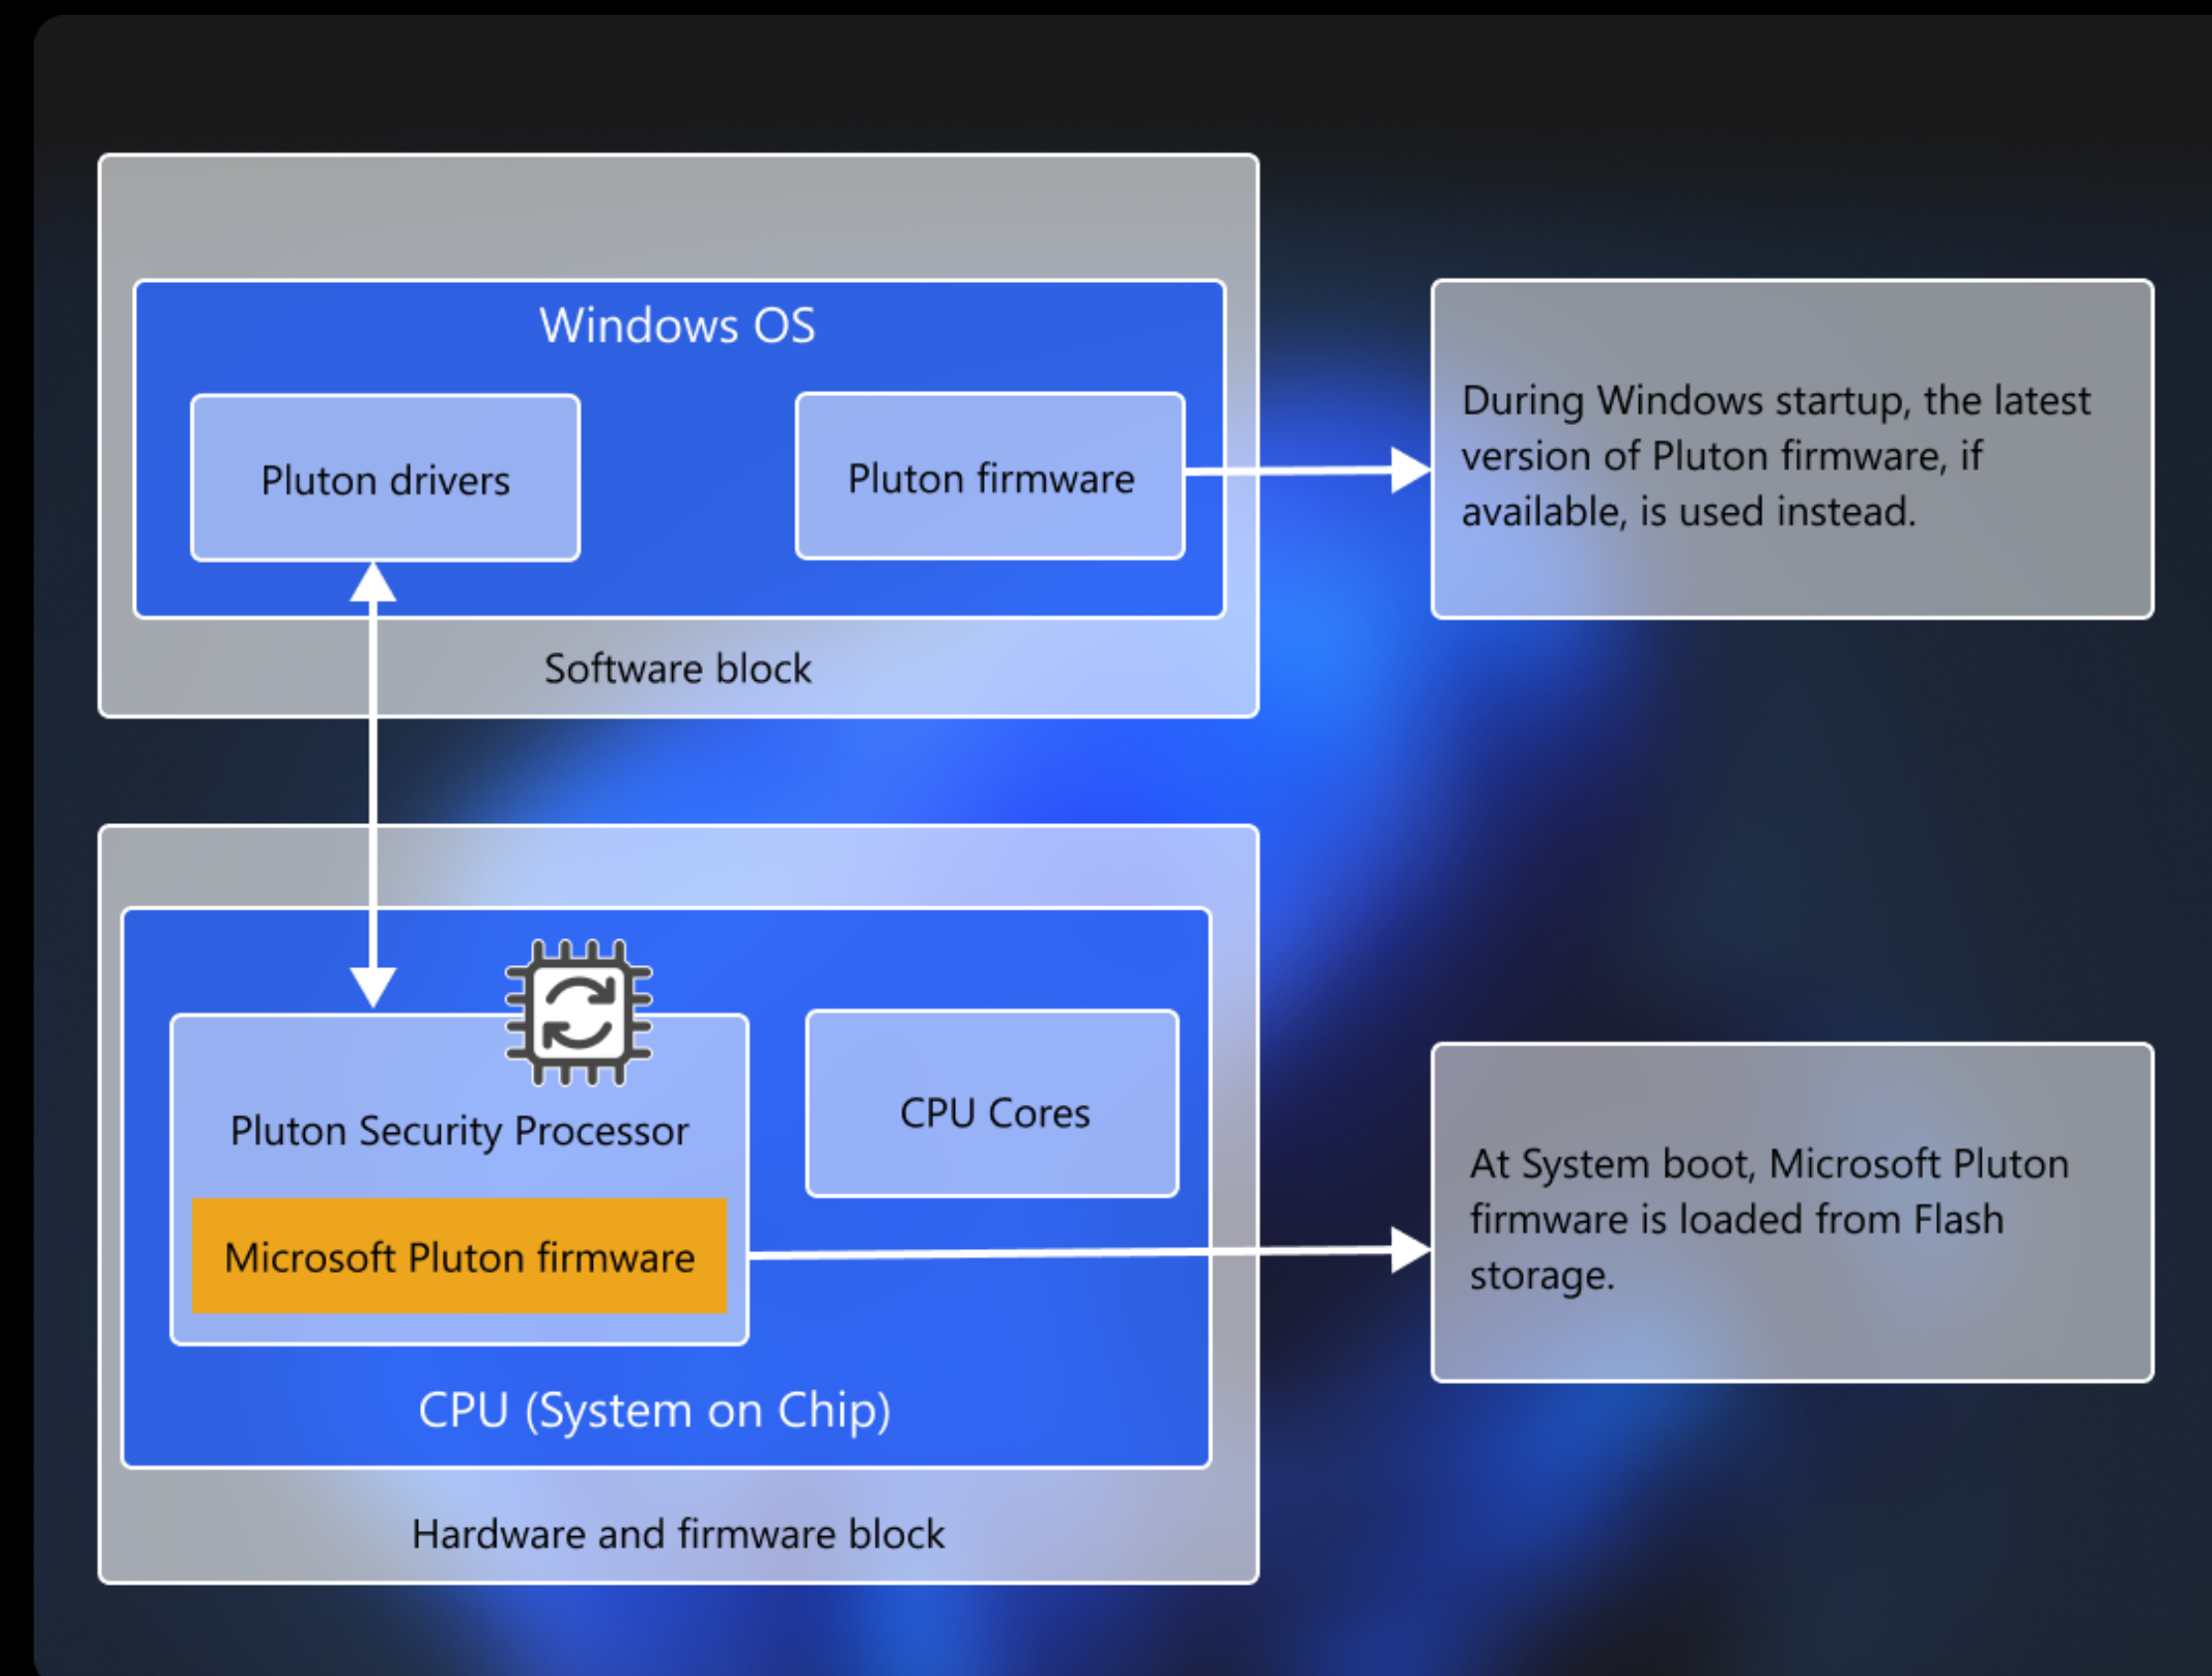 Windows OS
Pluton drivers
Pluton firmware
Software block
During Windows startup, the latest
version of Pluton firmware, if
available, is used instead.
Pluton Security Processor
Microsoft Pluton firmware
CPU Cores
CPU (System on Chip)
Hardware and firmware block
At System boot, Microsoft Pluton
firmware is loaded from Flash
storage.